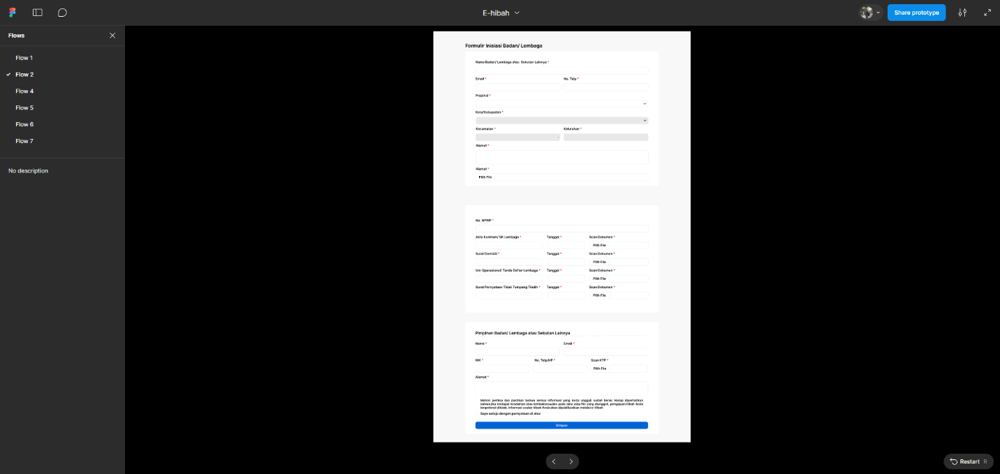 E-hibah
Share prototype
Flows
Flow 1
Flow 2
Flow 4
Flow 5
Flow 6
Flow 7
No description
Formulir Inisiasi Badan/ Lembaga
Nama Badan/ Lembaga atau Sebutan Lainnya *
Email * No. Telp *
Propinsi *
Kota/Kabupaten *
Kecamatan * Kelurahan *
Alamat *
Alamat *
Pilih File
No. NPWP *
Akta Kumham/ SK Lembaga * Tanggal * Scan Dokumen *
Pilih File
Surat Domisili * Tanggal * Scan Dokumen *
Pilih File
Izin Operasional/ Tanda Daftar Lembaga * Tanggal * Scan Dokumen *
Pilih File
Surat Pernyataan Tidak Tumpang Tindih * Tanggal * Scan Dokumen *
Pilih File
Pimpinan Badan/ Lembaga atau Sebutan Lainnya
Nama * Email *
NIK * No. Telp/HP * Scan KTP *
Pilih File
Alamat *
Mohon periksa dan pastikan bahwa semua informasi yang Anda unggah sudah benar. Harap diperhatikan
bahwa jika terdapat kesalahan atau ketidaksesuaian pada data atau file yang diunggah, pengajuan hibah Anda
berpotensi ditolak. Informasi usulan hibah Anda akan dipublikasikan melalui e-Hibah
Saya setuju dengan pernyataan di atas
Simpan
Restart R